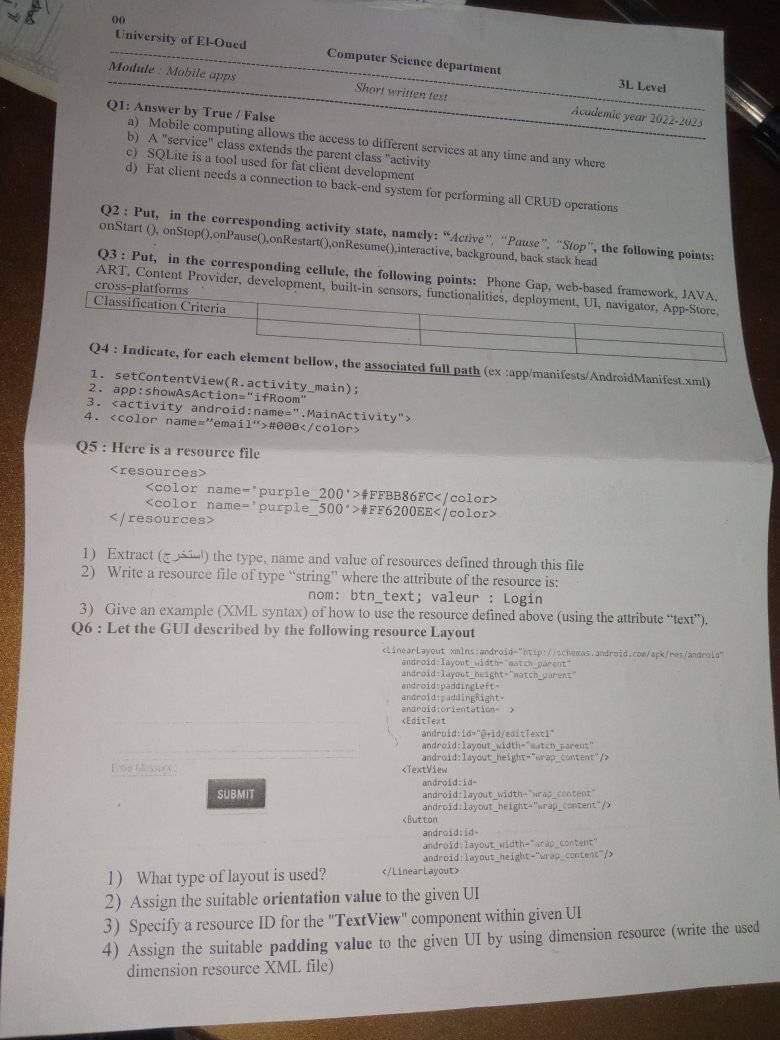 00
University of El-Oued
Computer Science department
3L Level
Module : Mobile apps
Short written test
Academic year 2022-2023
Q1: Answer by True / False
a) Mobile computing allows the access to different services at any time and any where
b) A "service" class extends the parent class "activity
c) SQLite is a tool used for fat client development
d) Fat client needs a connection to back-end system for performing all CRUD operations
Q2 : Put, in the corresponding activity state, namely: “Active”, “Pause”, “Stop”, the following points:
onStart (), onStop(),onPause(),onRestart(),onResume(),interactive, background, back stack head
Q3 : Put, in the corresponding cellule, the following points: Phone Gap, web-based framework, JAVA,
ART, Content Provider, development, built-in sensors, functionalities, deployment, UI, navigator, App-Store,
cross-platforms
Classification Criteria
Q4 : Indicate, for each element bellow, the associated full path (ex :app/manifests/AndroidManifest.xml)
1. setContentView(R.activity_main);
2. app:showAsAction="ifRoom"
3. <activity android:name=".MainActivity">
4. <color name=”email“>#000</color>
Q5 : Here is a resource file
<resources>
<color name='purple_200'>#FFBB86FC</color>
<color name='purple_500'>#FF6200EE</color>
</resources>
1) Extract (استخرج) the type, name and value of resources defined through this file
2) Write a resource file of type “string” where the attribute of the resource is:
nom: btn_text; valeur : Login
3) Give an example (XML syntax) of how to use the resource defined above (using the attribute “text”).
Q6 : Let the GUI described by the following resource Layout
<LinearLayout xmlns:android="http://schemas.android.com/apk/res/android"
android:layout_width="match_parent"
android:layout_height="match_parent"
android:paddingLeft=
android:paddingRight=
android:orientation= >
<EditText
android:id="@+id/editText1"
android:layout_width="match_parent"
android:layout_height="wrap_content"/>
<TextView
android:id=
android:layout_width="wrap_content"
android:layout_height="wrap_content"/>
<Button
android:id=
android:layout_width="wrap_content"
android:layout_height="wrap_content"/>
</LinearLayout>
SUBMIT
1) What type of layout is used?
2) Assign the suitable orientation value to the given UI
3) Specify a resource ID for the "TextView" component within given UI
4) Assign the suitable padding value to the given UI by using dimension resource (write the used
dimension resource XML file)